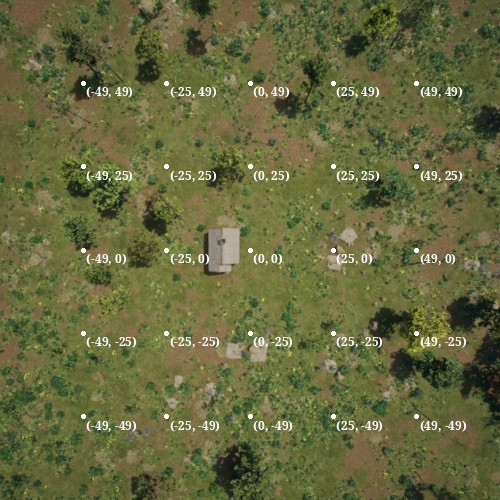 (-49, 49) (-25, 49) (0, 49) (25, 49) (49, 49)
(-49, 25) (-25, 25) (0, 25) (25, 25) (49, 25)
(-49, 0) (-25, 0) (0, 0) (25, 0) (49, 0)
(-49, -25) (-25, -25) (0, -25) (25, -25) (49, -25)
(-49, -49) (-25, -49) (0, -49) (25, -49) (49, -49)